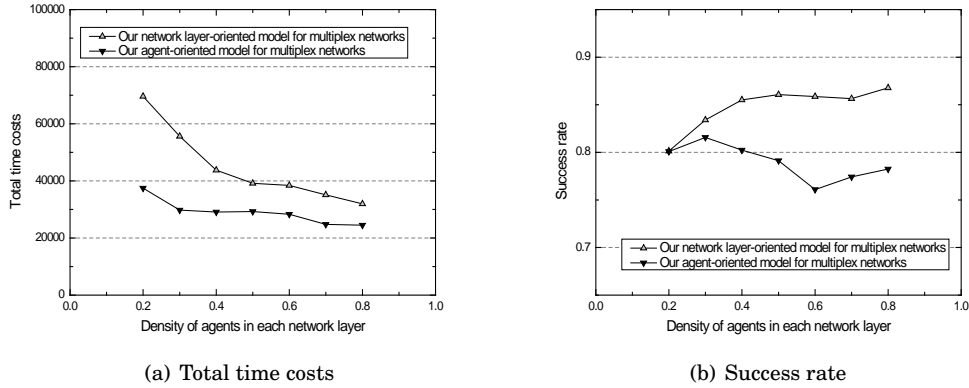 100000
80000
60000
40000
20000
0
0.0 0.2 0.4 0.6 0.8 1.0
Total time costs
Density of agents in each network layer
Our network layer-oriented model for multiplex networks
Our agent-oriented model for multiplex networks
(a) Total time costs
0.9
0.8
0.7
0.0 0.2 0.4 0.6 0.8 1.0
Success rate
Density of agents in each network layer
Our network layer-oriented model for multiplex networks
Our agent-oriented model for multiplex networks
(b) Success rate